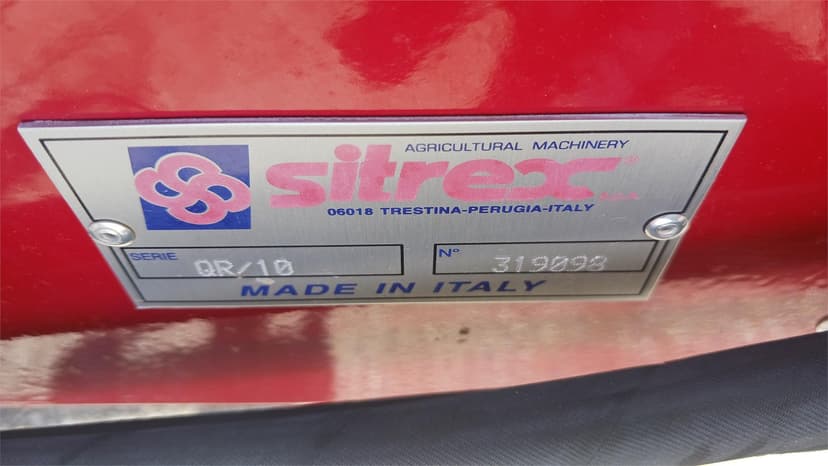 AGRICULTURAL MACHINERY
sitrex®
06018 TRESTINA-PERUGIA-ITALY
SERIE QR/10
N° 319098
MADE IN ITALY